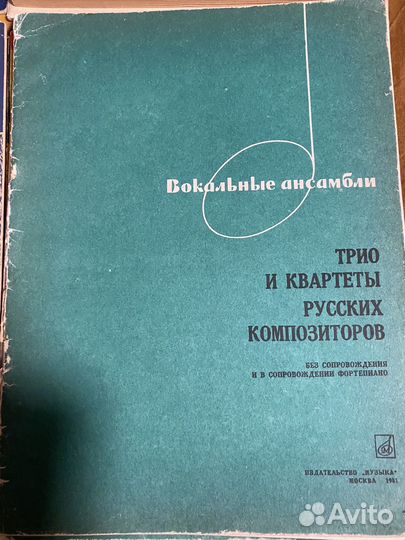 Вокальные ансамбли
ТРИО
И КВАРТЕТЫ
РУССКИХ
КОМПОЗИТОРОВ
БЕЗ СОПРОВОЖДЕНИЯ
И В СОПРОВОЖДЕНИИ ФОРТЕПИАНО
ИЗДАТЕЛЬСТВО „МУЗЫКА“
МОСКВА 1981
Avito